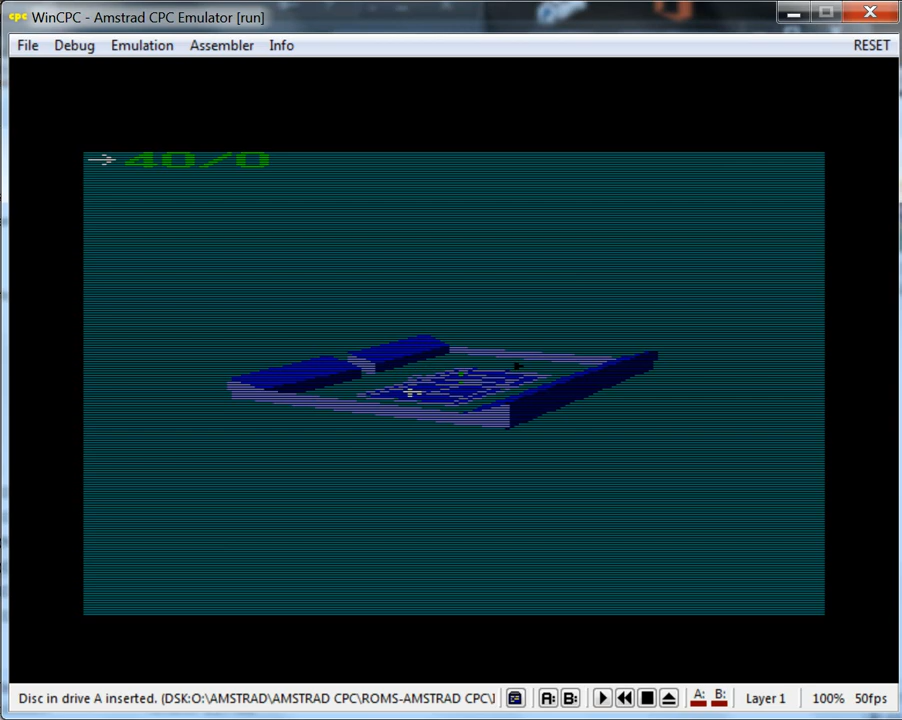 cpc WinCPC - Amstrad CPC Emulator [run]
File Debug Emulation Assembler Info RESET
40/0
Disc in drive A inserted. (DSK:O:\AMSTRAD\AMSTRAD CPC\ROMS-AMSTRAD CPC\ A: B: A: B: Layer 1 100% 50fps